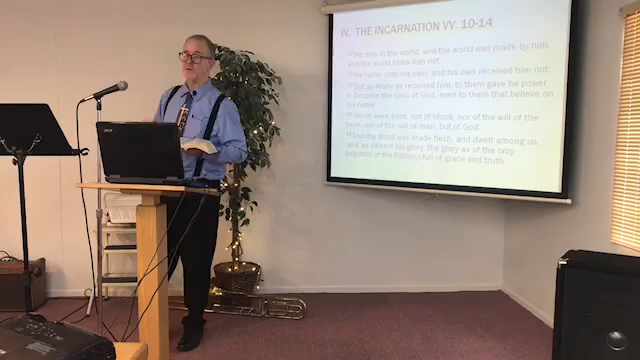 IV. THE INCARNATION VV. 10-14
He was in the world, and the world was made by him,
and the world knew him not.
He came unto his own, and his own received him not.
But as many as received him, to them gave he power
to become the sons of God, even to them that believe on
his name:
Which were born, not of blood, nor of the will of the
flesh, nor of the will of man, but of God.
And the Word was made flesh, and dwelt among us,
(and we beheld his glory, the glory as of the only
begotten of the Father,) full of grace and truth.